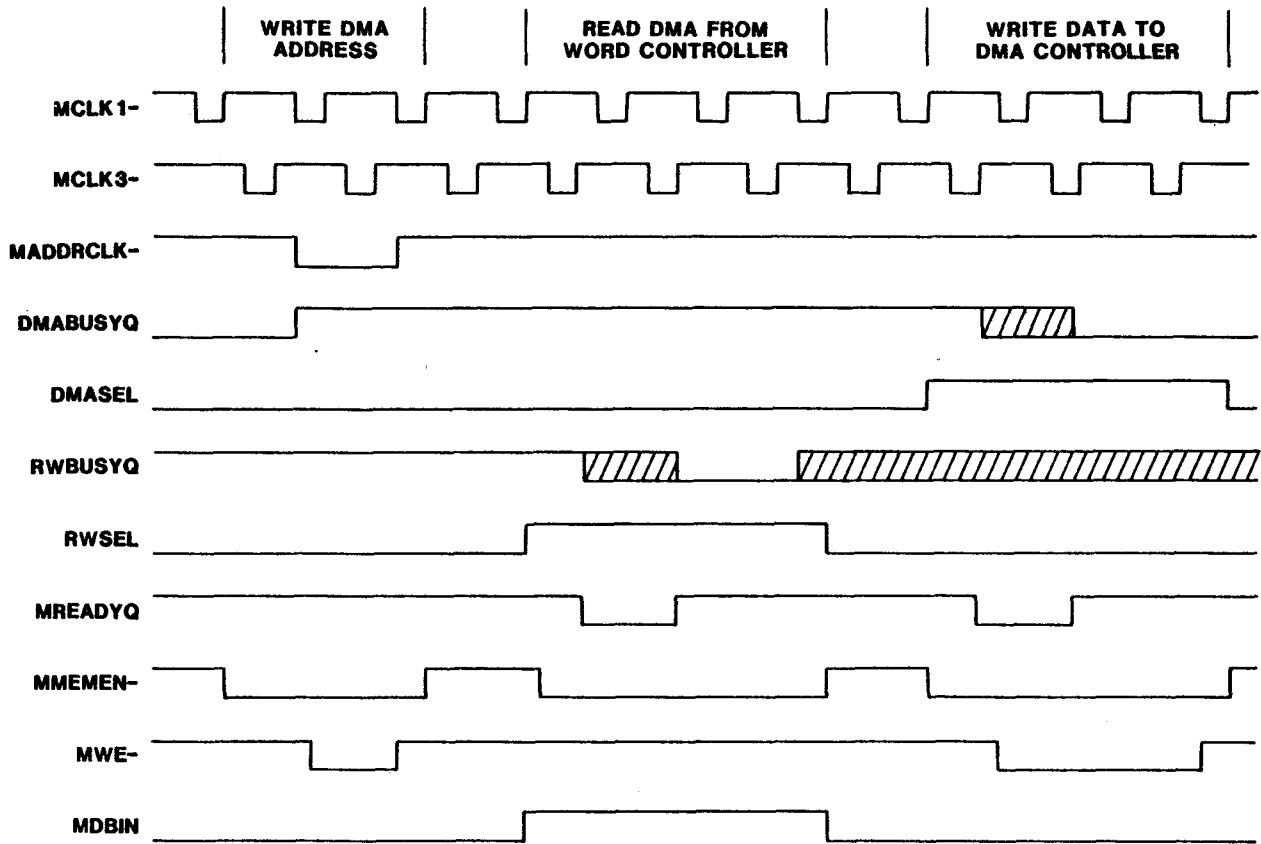 WRITE DMA
ADDRESS
READ DMA FROM
WORD CONTROLLER
WRITE DATA TO
DMA CONTROLLER
MCLK1-
MCLK3-
MADDRCLK-
DMABUSYQ
DMASEL
RWBUSYQ
RWSEL
MREADYQ
MMEMEN-
MWE-
MDBIN